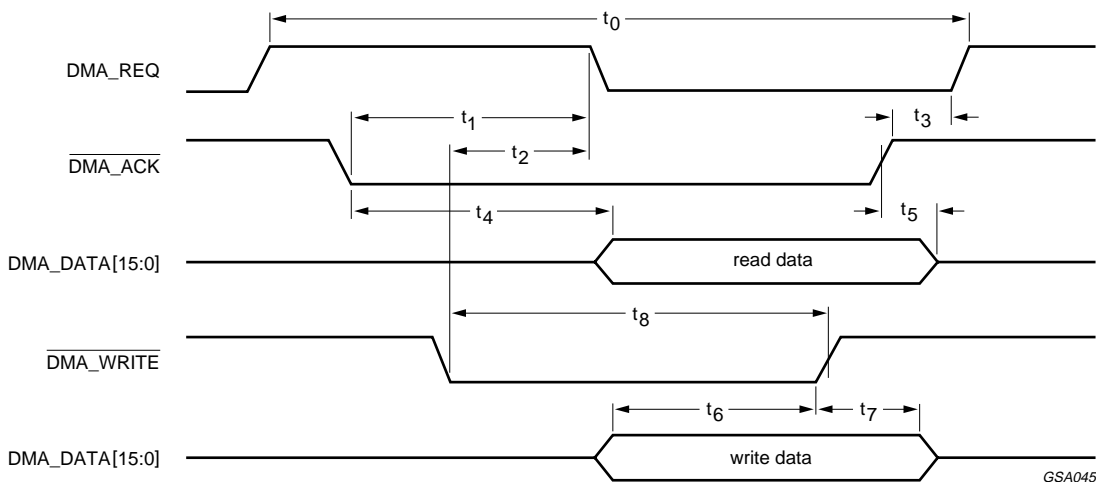 t0
DMA_REQ
t3
t1
DMA_ACK
t2
t4
t5
DMA_DATA[15:0]
read data
t8
DMA_WRITE
t6
t7
DMA_DATA[15:0]
write data
GSA045